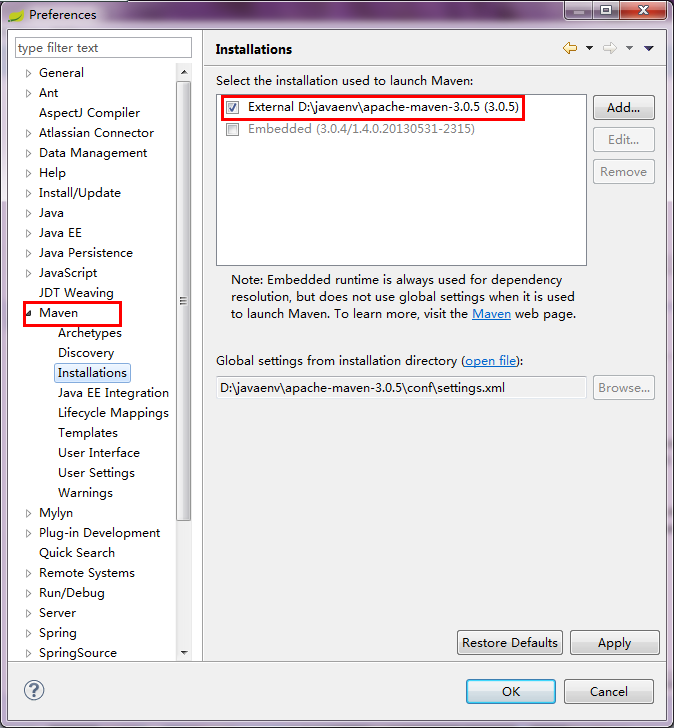 Preferences
type filter text
General
Ant
AspectJ Compiler
Atlassian Connector
Data Management
Help
Install/Update
Java
Java EE
Java Persistence
JavaScript
JDT Weaving
Maven
Archetypes
Discovery
Installations
Java EE Integration
Lifecycle Mappings
Templates
User Interface
User Settings
Warnings
Mylyn
Plug-in Development
Quick Search
Remote Systems
Run/Debug
Server
Spring
SpringSource
Installations
Select the installation used to launch Maven:
External D:\javaenv\apache-maven-3.0.5 (3.0.5)
Embedded (3.0.4/1.4.0.20130531-2315)
Add...
Edit...
Remove
Note: Embedded runtime is always used for dependency
resolution, but does not use global settings when it is used
to launch Maven. To learn more, visit the Maven web page.
Global settings from installation directory (open file):
D:\javaenv\apache-maven-3.0.5\conf\settings.xml
Browse...
Restore Defaults
Apply
?
OK
Cancel